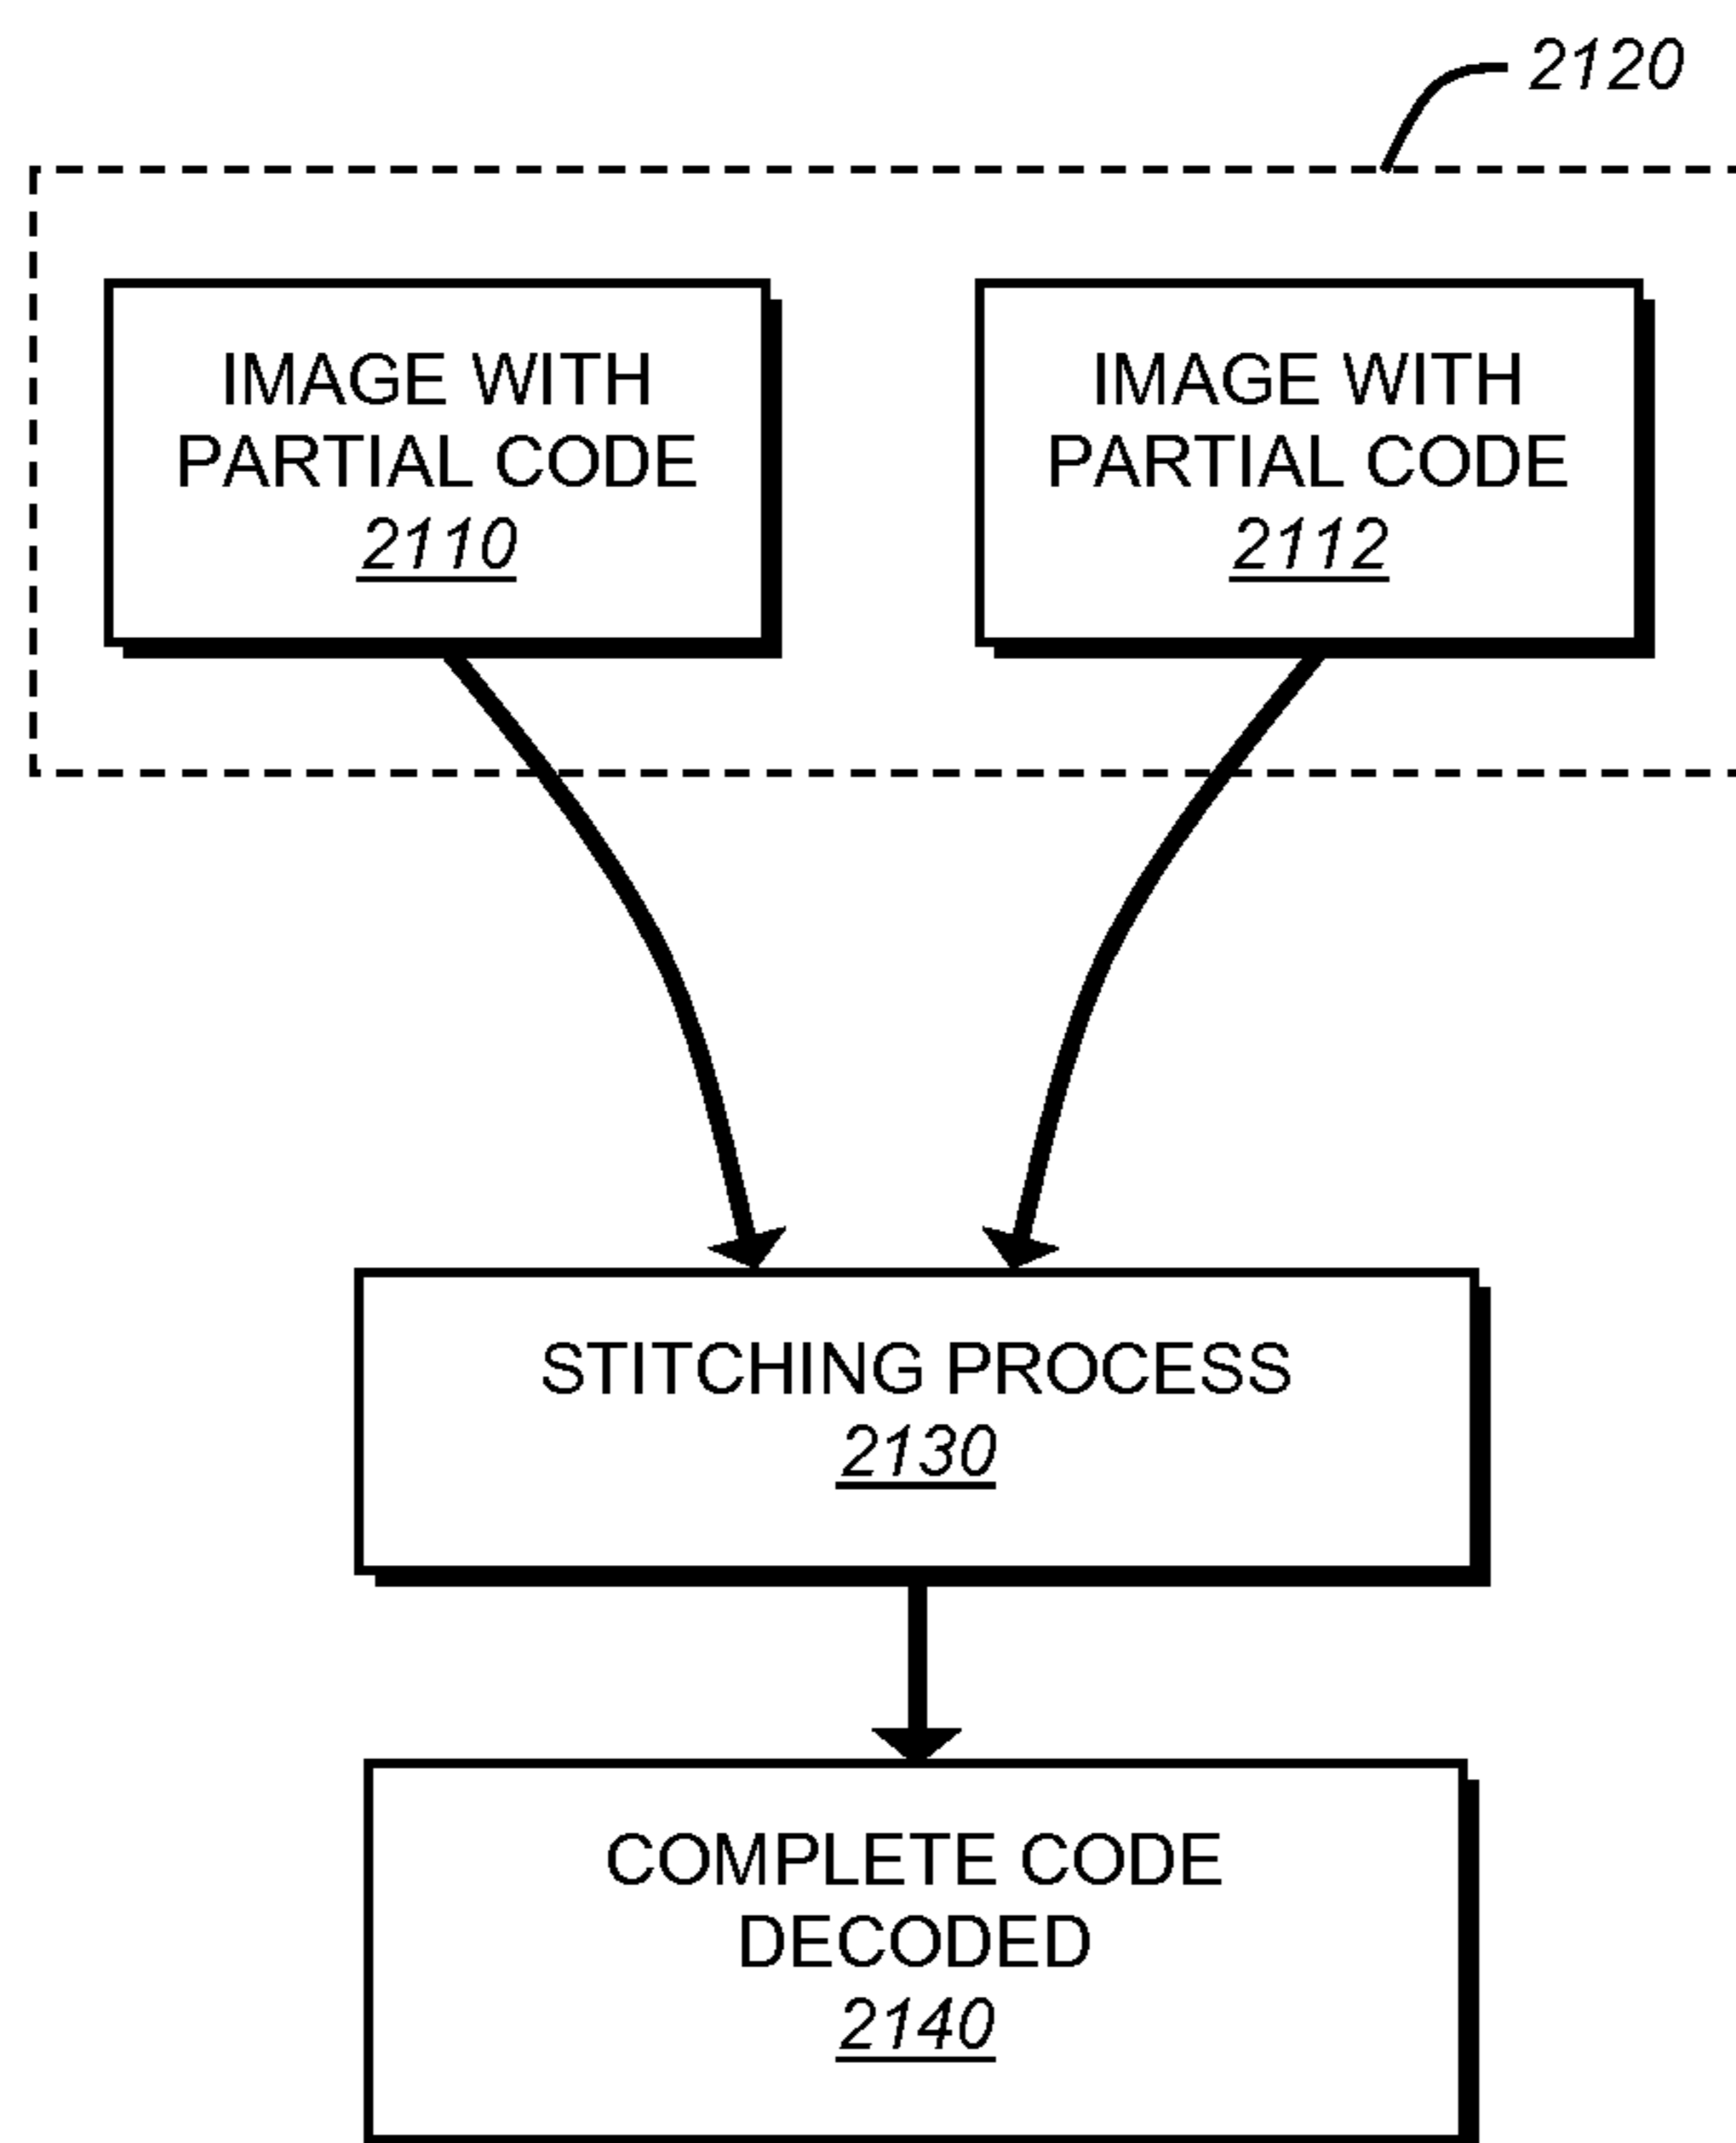 2120
IMAGE WITH
PARTIAL CODE
2110
IMAGE WITH
PARTIAL CODE
2112
STITCHING PROCESS
2130
COMPLETE CODE
DECODED
2140